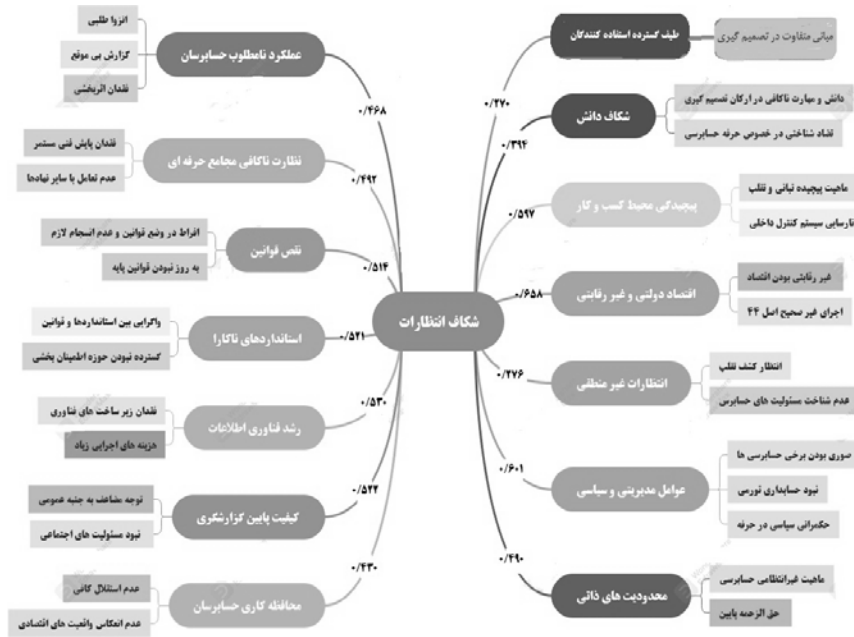 طیف گسترده استفاده کنندگان
مبانی متفاوت در تصمیم گیری
۰/۲۷۰
شکاف دانش
دانش و مهارت ناکافی در ارکان تصمیم گیری
تضاد شناختی در خصوص حرفه حسابرسی
۰/۳۹۴
پیچیدگی محیط کسب و کار
ماهیت پیچیده تبانی و تقلب
نارسایی سیستم کنترل داخلی
۰/۵۹۷
اقتصاد دولتی و غیر رقابتی
غیر رقابتی بودن اقتصاد
اجرای غیر صحیح اصل ۴۴
۰/۶۵۸
انتظارات غیر منطقی
انتظار کشف تقلب
عدم شناخت مسئولیت های حسابرس
۰/۲۷۶
عوامل مدیریتی و سیاسی
صوری بودن برخی حسابرسی ها
نبود حسابداری تورمی
حکمرانی سیاسی در حرفه
۰/۶۰۱
محدودیت های ذاتی
ماهیت غیرانتظامی حسابرسی
حق الزحمه پایین
۰/۴۹۰
شکاف انتظارات
عملکرد نامطلوب حسابرسان
انزوا طلبی
گزارش بی موقع
فقدان اثربخشی
۰/۴۶۸
نظارت ناکافی مجامع حرفه ای
فقدان پایش فنی مستمر
عدم تعامل با سایر نهادها
۰/۴۹۲
نقص قوانین
افراط در وضع قوانین و عدم انسجام لازم
به روز نبودن قوانین پایه
۰/۵۱۴
استانداردهای ناکارا
واگرایی بین استانداردها و قوانین
گسترده نبودن حوزه اطمینان بخشی
۰/۵۲۱
رشد فناوری اطلاعات
فقدان زیر ساخت های فناوری
هزینه های اجرایی زیاد
۰/۵۳۰
کیفیت پایین گزارشگری
توجه مضاعف به جنبه عمومی
نبود مسئولیت های اجتماعی
۰/۵۲۲
محافظه کاری حسابرسان
عدم استقلال کافی
عدم انعکاس واقعیت های اقتصادی
۰/۴۳۰